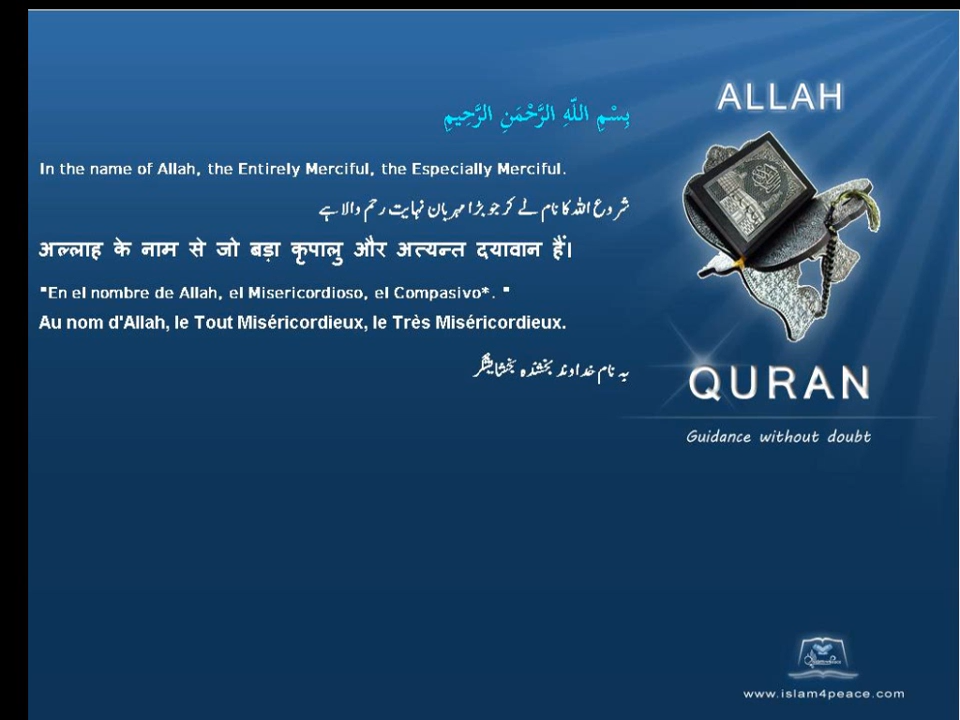 بِسْمِ اللَّهِ الرَّحْمَنِ الرَّحِيمِ
In the name of Allah, the Entirely Merciful, the Especially Merciful.
شروع الله کا نام لے کر جو بڑا مہربان نہایت رحم والا ہے
अल्लाह के नाम से जो बड़ा कृपालु और अत्यन्त दयावान हैं।
"En el nombre de Allah, el Misericordioso, el Compasivo*. "
Au nom d'Allah, le Tout Miséricordieux, le Très Miséricordieux.
به نام خداوند بخشنده بخشایشگر
ALLAH
QURAN
Guidance without doubt
www.islam4peace.com